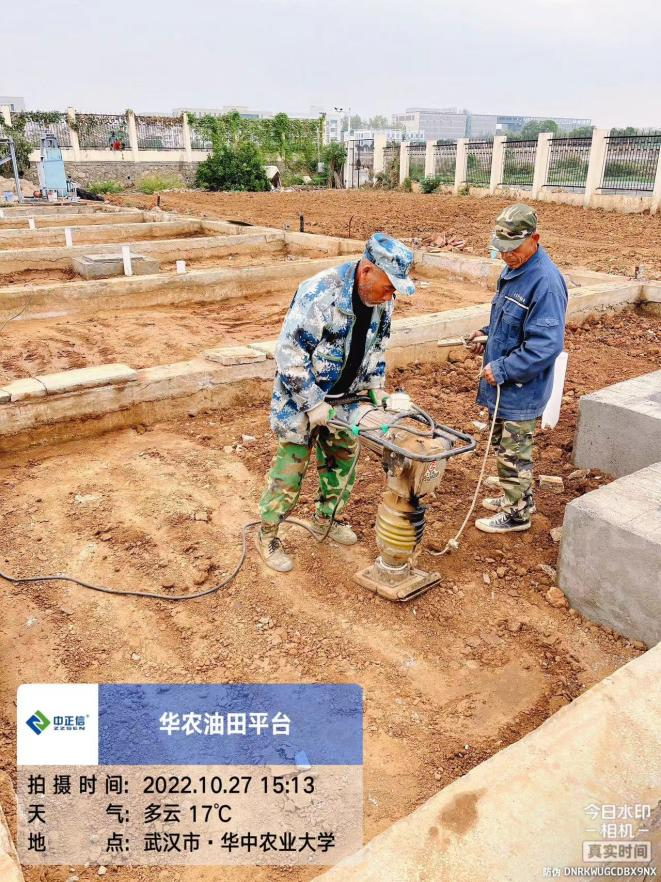 中正信®
ZZSEN
华农油田平台
拍摄时间: 2022.10.27 15:13
天气: 多云 17℃
地点: 武汉市·华中农业大学
今日水印
相机
真实时间
防伪 DNRKWUGCDBX9NX